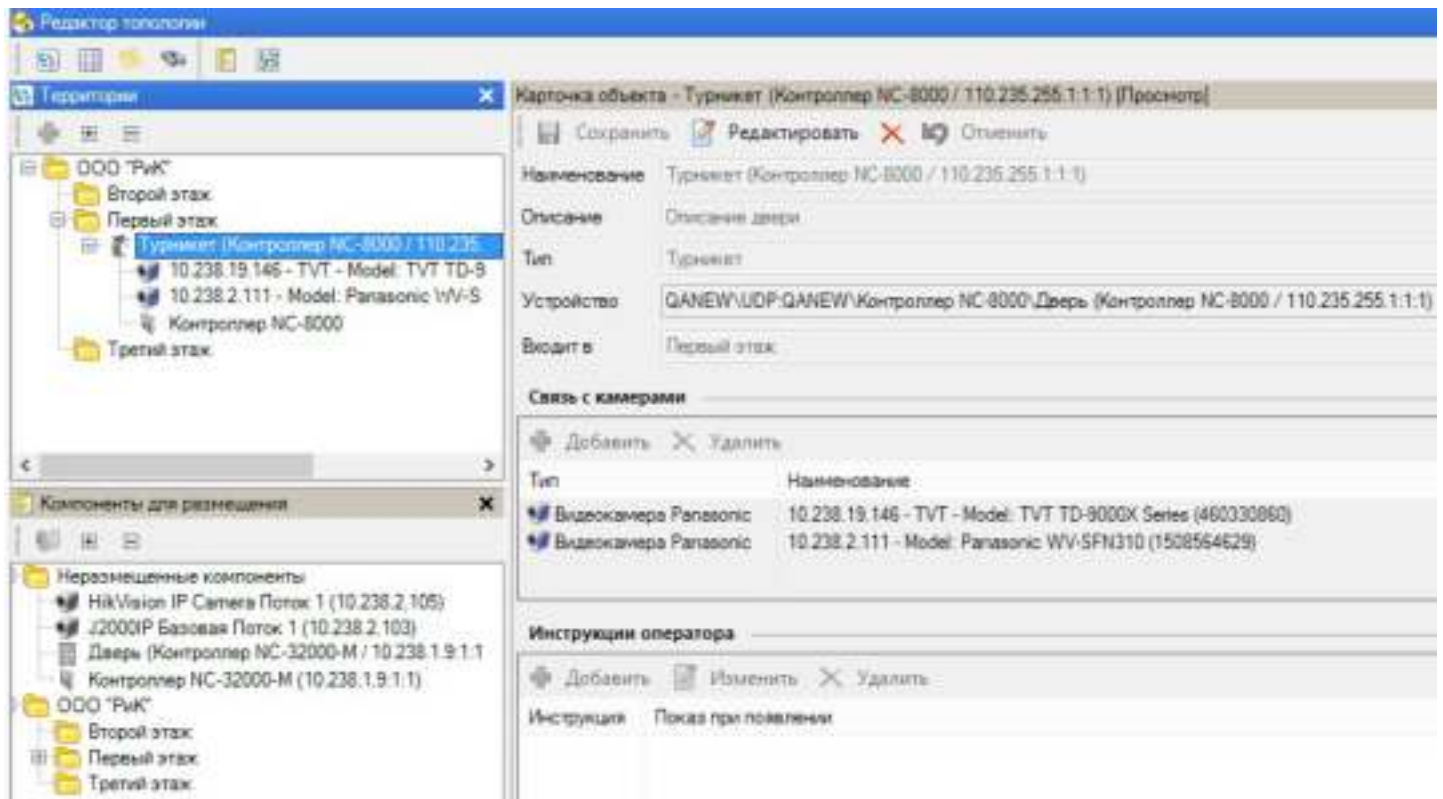 Редактор топологии
Территории
ООО "РиК"
Второй этаж
Первый этаж
Турникет (Контроллер NC-8000 / 110.235.
10.238.19.146 - TVT - Model: TVT TD-9
10.238.2.111 - Model: Panasonic WV-S
Контроллер NC-8000
Третий этаж
Компоненты для размещения
Неразмещенные компоненты
HikVision IP Camera Поток 1 (10.238.2.105)
J2000IP Базовая Поток 1 (10.238.2.103)
Дверь (Контроллер NC-32000-M / 10.238.1.9:1:1
Контроллер NC-32000-M (10.238.1.9:1:1)
ООО "РиК"
Второй этаж
Первый этаж
Третий этаж
Карточка объекта - Турникет (Контроллер NC-8000 / 110.235.255.1:1:1) [Просмотр]
Сохранить Редактировать Отменить
Наименование Турникет (Контроллер NC-8000 / 110.235.255.1:1:1)
Описание Описание двери
Тип Турникет
Устройство QANEW\UDP:QANEW\Контроллер NC-8000\Дверь (Контроллер NC-8000 / 110.235.255.1:1:1)
Входит в Первый этаж
Связь с камерами
Добавить Удалить
Тип Наименование
Видеокамера Panasonic 10.238.19.146 - TVT - Model: TVT TD-9000X Series (460330860)
Видеокамера Panasonic 10.238.2.111 - Model: Panasonic WV-SFN310 (1508564629)
Инструкции оператора
Добавить Изменить Удалить
Инструкция Показ при появлении